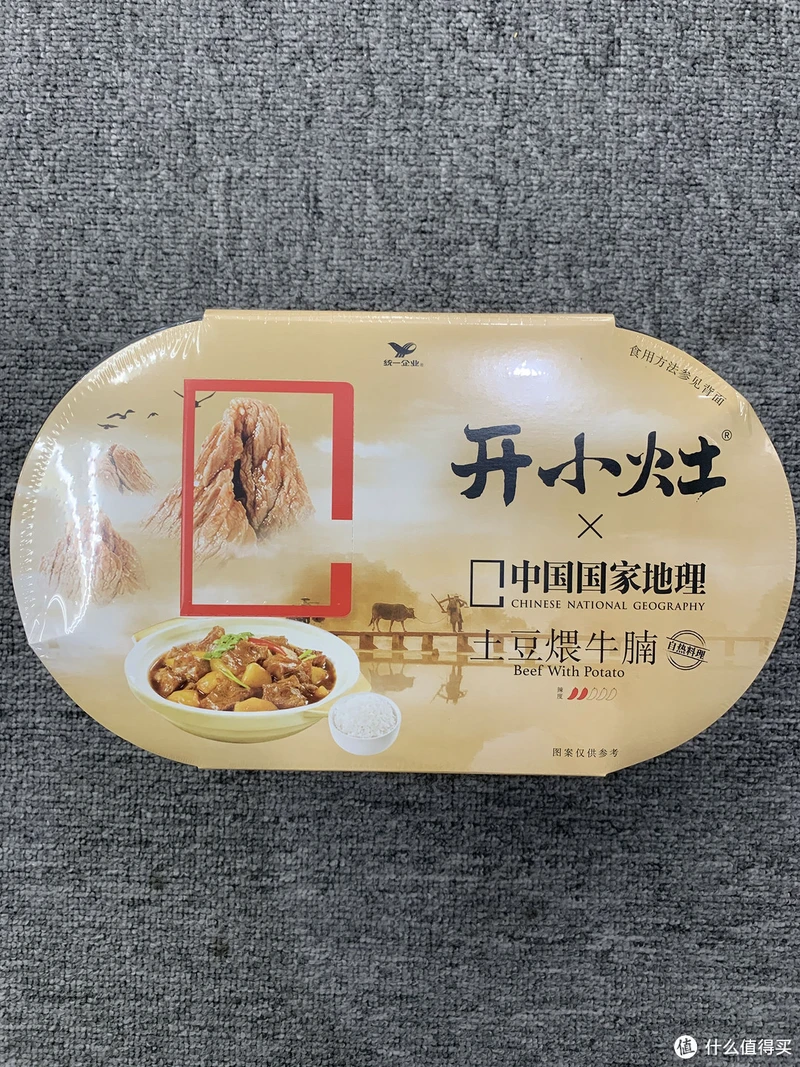 統一企业®
食用方法参见背面
开小灶®
×
中国国家地理
CHINESE NATIONAL GEOGRAPHY
土豆煨牛腩
自热料理
Beef With Potato
辣度
图案仅供参考
值 什么值得买